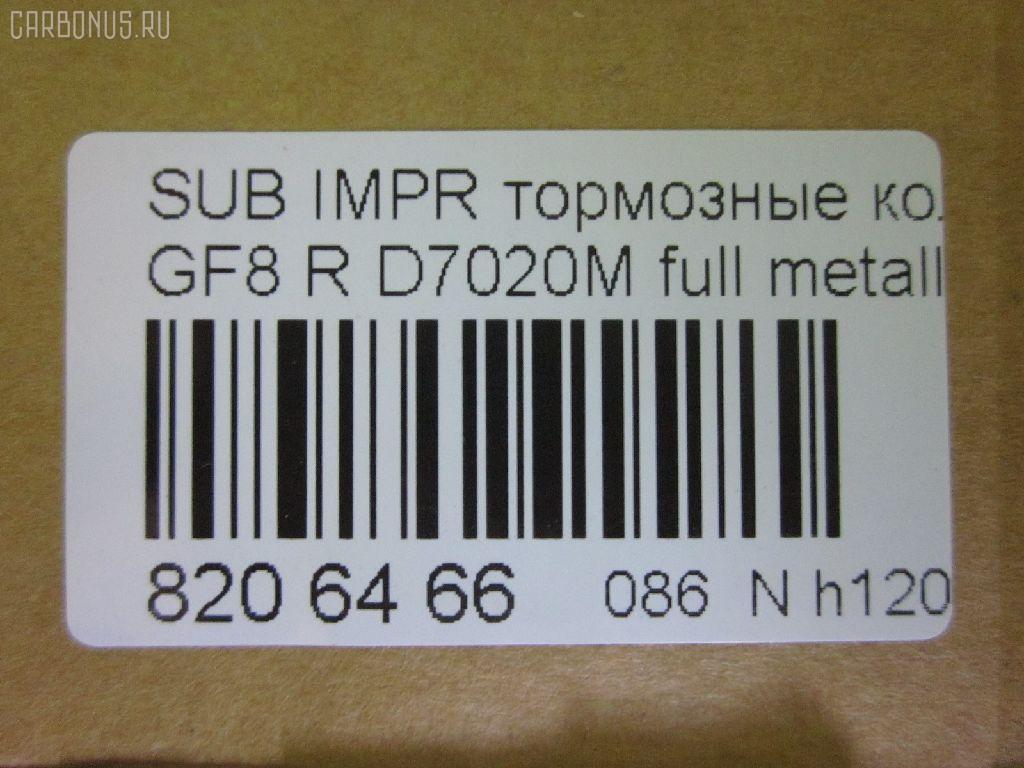 CARBONUS.RU
SUB IMPR тормозные ко
GF8 R D7020M full metall
820 64 66 086 N h120